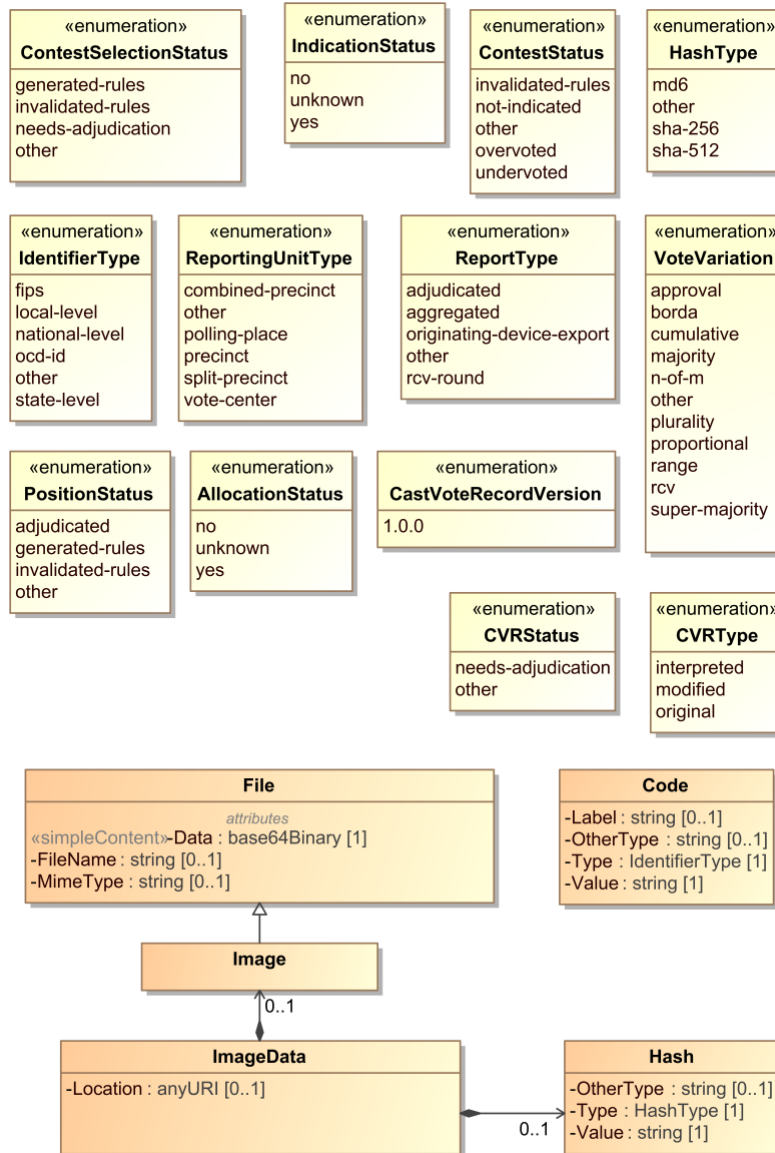 «enumeration»
ContestSelectionStatus
generated-rules
invalidated-rules
needs-adjudication
other
«enumeration»
IndicationStatus
no
unknown
yes
«enumeration»
ContestStatus
invalidated-rules
not-indicated
other
overvoted
undervoted
«enumeration»
HashType
md6
other
sha-256
sha-512
«enumeration»
IdentifierType
fips
local-level
national-level
ocd-id
other
state-level
«enumeration»
ReportingUnitType
combined-precinct
other
polling-place
precinct
split-precinct
vote-center
«enumeration»
ReportType
adjudicated
aggregated
originating-device-export
other
rcv-round
«enumeration»
VoteVariation
approval
borda
cumulative
majority
n-of-m
other
plurality
proportional
range
rcv
super-majority
«enumeration»
PositionStatus
adjudicated
generated-rules
invalidated-rules
other
«enumeration»
AllocationStatus
no
unknown
yes
«enumeration»
CastVoteRecordVersion
1.0.0
«enumeration»
CVRStatus
needs-adjudication
other
«enumeration»
CVRType
interpreted
modified
original
File
attributes
«simpleContent»-Data : base64Binary [1]
-FileName : string [0..1]
-MimeType : string [0..1]
Code
-Label : string [0..1]
-OtherType : string [0..1]
-Type : IdentifierType [1]
-Value : string [1]
Image
0..1
ImageData
-Location : anyURI [0..1]
0..1
Hash
-OtherType : string [0..1]
-Type : HashType [1]
-Value : string [1]